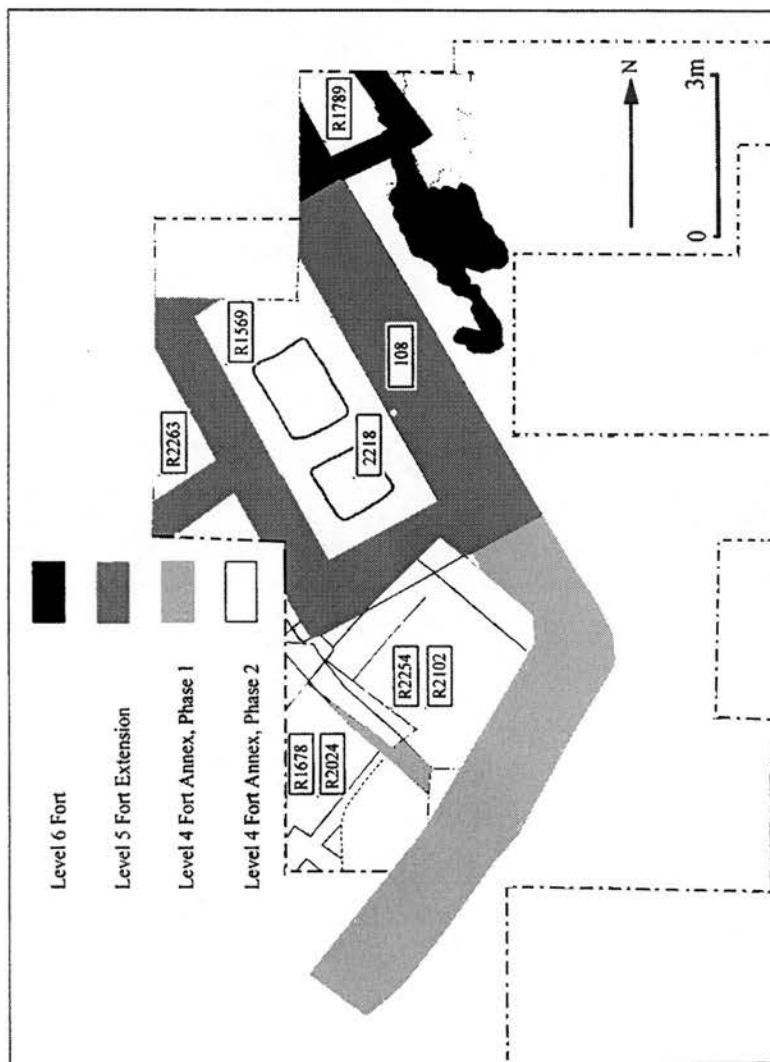 Level 6 Fort
Level 5 Fort Extension
Level 4 Fort Annex, Phase 1
Level 4 Fort Annex, Phase 2
R1789
R1569
R2263
108
2218
R2254
R2102
R1678
R2024
N
0 3m